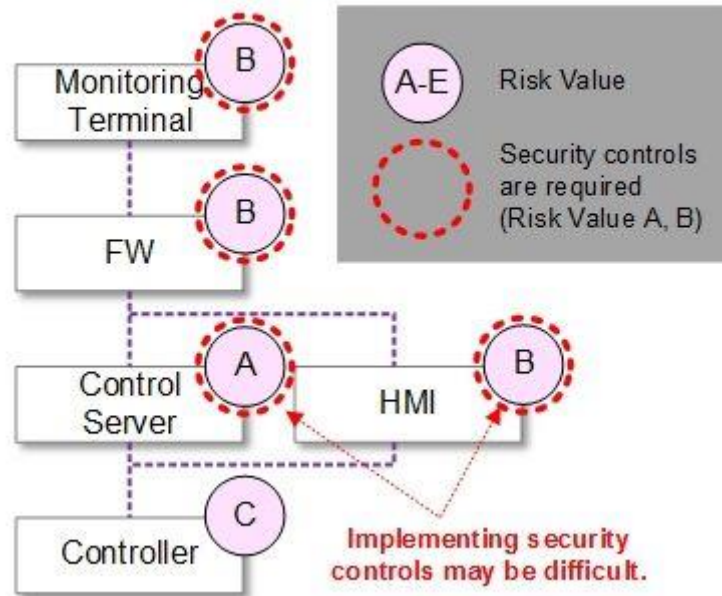 B
Monitoring
Terminal
A-E
Risk Value
Security controls
are required
(Risk Value A, B)
B
FW
A
B
Control
Server
HMI
C
Controller
Implementing security
controls may be difficult.